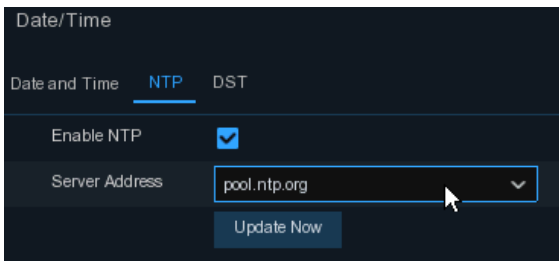 Date/Time
Date and Time NTP DST
Enable NTP
Server Address pool.ntp.org
Update Now